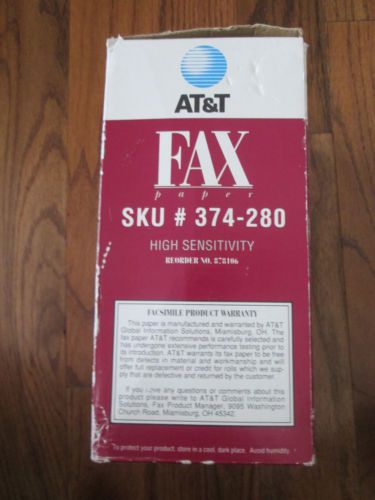 AT&T
FAX
paper
SKU # 374-280
HIGH SENSITIVITY
REORDER NO. 878106
FACSIMILE PRODUCT WARRANTY
This paper is manufactured and warranted by AT&T
Global Information Solutions, Miamisburg, OH. The
fax paper AT&T recommends is carefully selected and
has undergone extensive performance testing prior to
its introduction. AT&T warrants its fax paper to be free
from defects in material and workmanship and will
offer full replacement or credit for rolls which we sup-
ply that are defective and returned by the customer.
If you have any questions or comments about this
product please write to AT&T Global Information
Solutions, Fax Product Manager, 9095 Washington
Church Road, Miamisburg, OH 45342.
To protect your product, store in a cool, dark place. Avoid humidity.